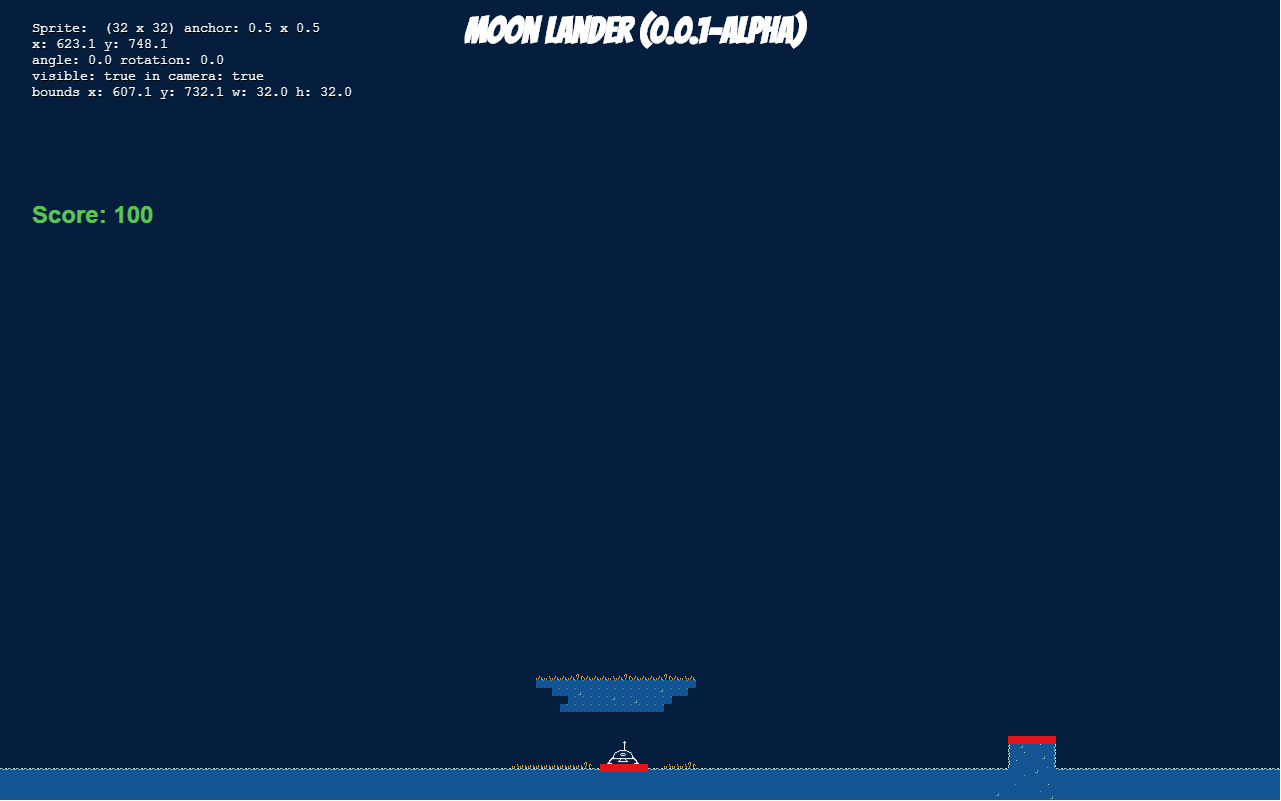 MOON LANDER (0.0.1-ALPHA)
Sprite:  (32 x 32) anchor: 0.5 x 0.5
x: 623.1 y: 748.1
angle: 0.0 rotation: 0.0
visible: true in camera: true
bounds x: 607.1 y: 732.1 w: 32.0 h: 32.0
Score: 100